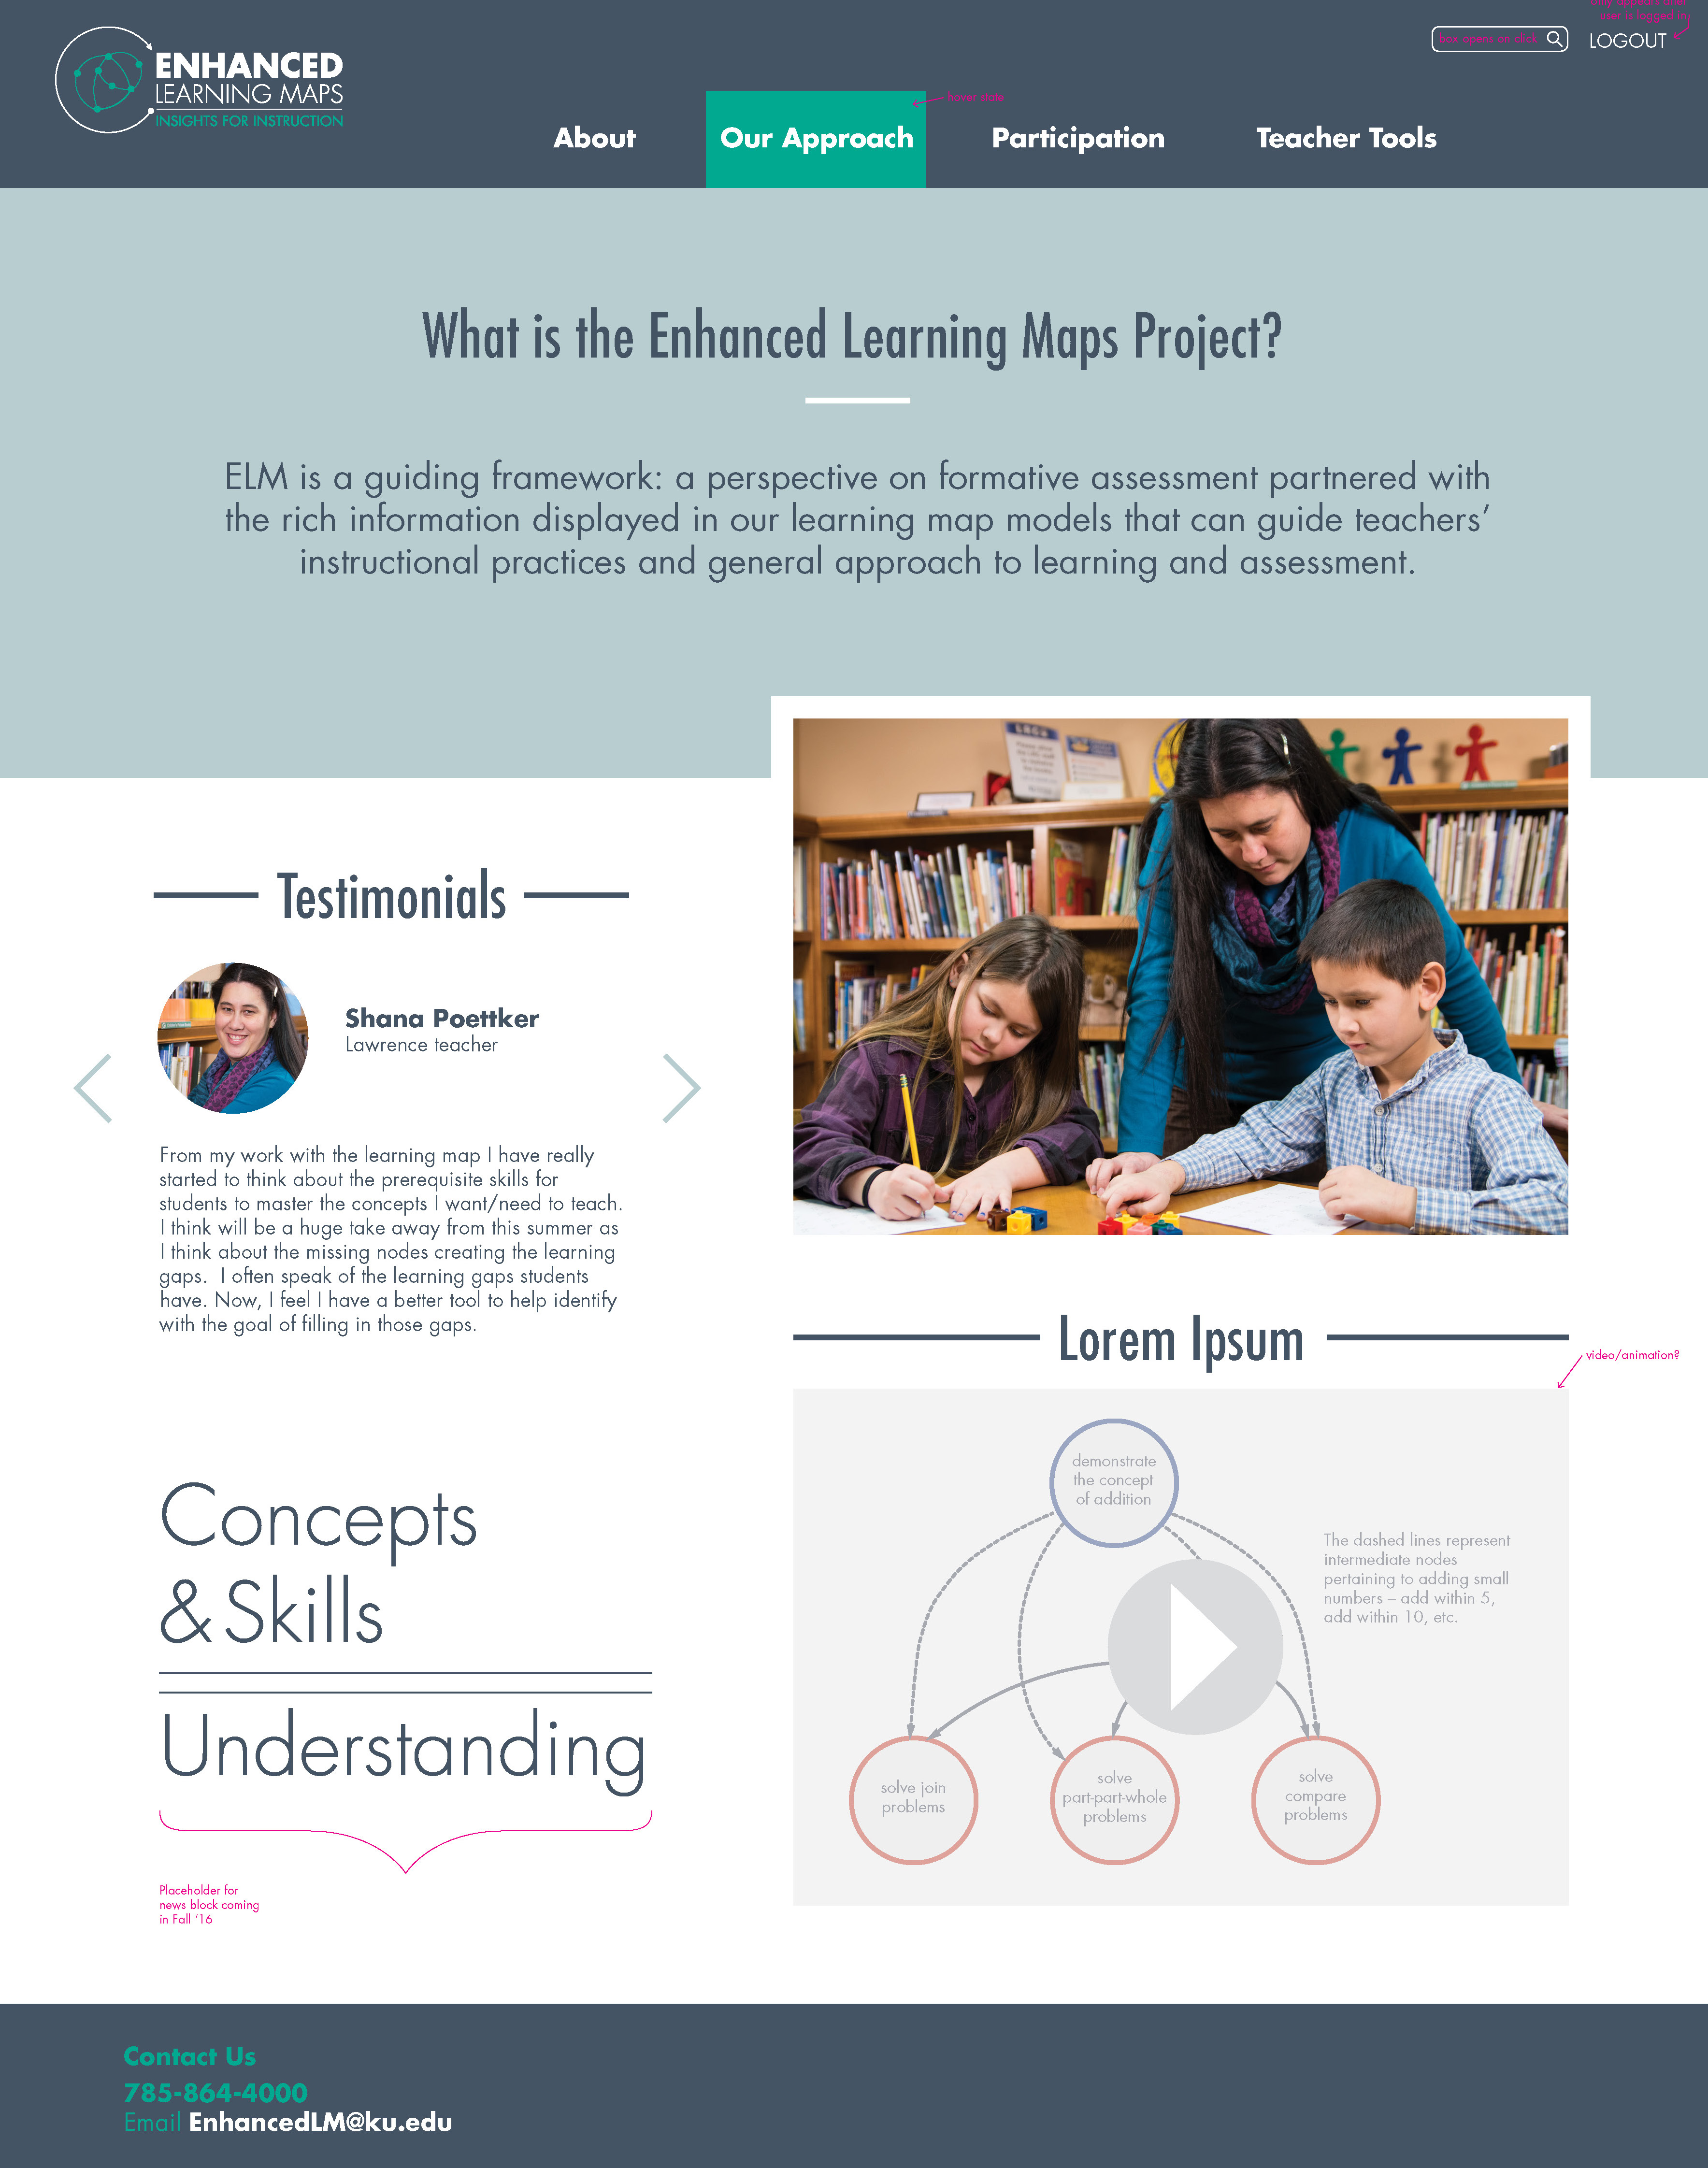 only appears after
user is logged in
box opens on click
LOGOUT
ENHANCED
LEARNING MAPS
INSIGHTS FOR INSTRUCTION
hover state
About
Our Approach
Participation
Teacher Tools
What is the Enhanced Learning Maps Project?
ELM is a guiding framework: a perspective on formative assessment partnered with
the rich information displayed in our learning map models that can guide teachers’
instructional practices and general approach to learning and assessment.
Testimonials
Shana Poettker
Lawrence teacher
From my work with the learning map I have really
started to think about the prerequisite skills for
students to master the concepts I want/need to teach.
I think will be a huge take away from this summer as
I think about the missing nodes creating the learning
gaps.  I often speak of the learning gaps students
have. Now, I feel I have a better tool to help identify
with the goal of filling in those gaps.
Concepts
& Skills
Understanding
Placeholder for
news block coming
in Fall ‘16
Lorem Ipsum
video/animation?
demonstrate
the concept
of addition
The dashed lines represent
intermediate nodes
pertaining to adding small
numbers – add within 5,
add within 10, etc.
solve join
problems
solve
part-part-whole
problems
solve
compare
problems
Contact Us
785-864-4000
Email EnhancedLM@ku.edu